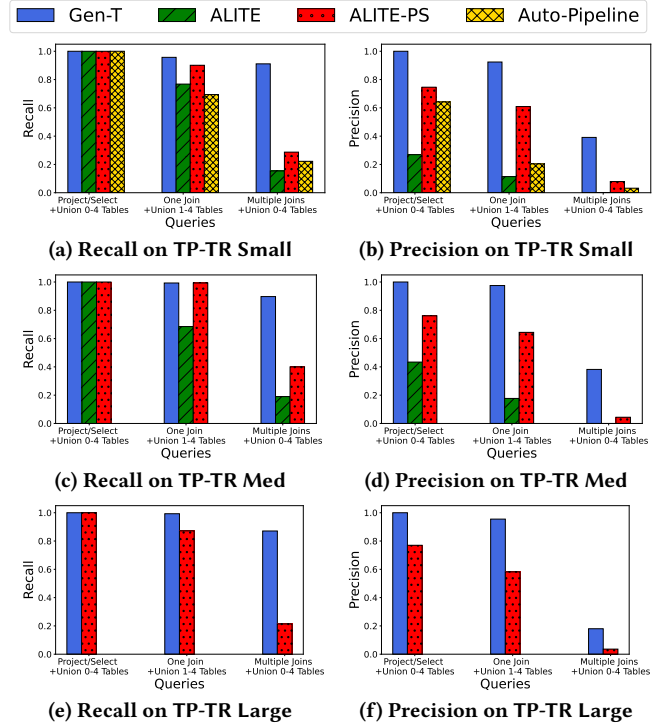 Gen-T ALITE ALITE-PS Auto-Pipeline
1.0 0.8 0.6 0.4 0.2 0.0
Recall
Project/Select +Union 0-4 Tables
One Join +Union 1-4 Tables
Multiple Joins +Union 0-4 Tables
Queries
(a) Recall on TP-TR Small
1.0 0.8 0.6 0.4 0.2 0.0
Precision
Project/Select +Union 0-4 Tables
One Join +Union 1-4 Tables
Multiple Joins +Union 0-4 Tables
Queries
(b) Precision on TP-TR Small
1.0 0.8 0.6 0.4 0.2 0.0
Recall
Project/Select +Union 0-4 Tables
One Join +Union 1-4 Tables
Multiple Joins +Union 0-4 Tables
Queries
(c) Recall on TP-TR Med
1.0 0.8 0.6 0.4 0.2 0.0
Precision
Project/Select +Union 0-4 Tables
One Join +Union 1-4 Tables
Multiple Joins +Union 0-4 Tables
Queries
(d) Precision on TP-TR Med
1.0 0.8 0.6 0.4 0.2 0.0
Recall
Project/Select +Union 0-4 Tables
One Join +Union 1-4 Tables
Multiple Joins +Union 0-4 Tables
Queries
(e) Recall on TP-TR Large
1.0 0.8 0.6 0.4 0.2 0.0
Precision
Project/Select +Union 0-4 Tables
One Join +Union 1-4 Tables
Multiple Joins +Union 0-4 Tables
Queries
(f) Precision on TP-TR Large